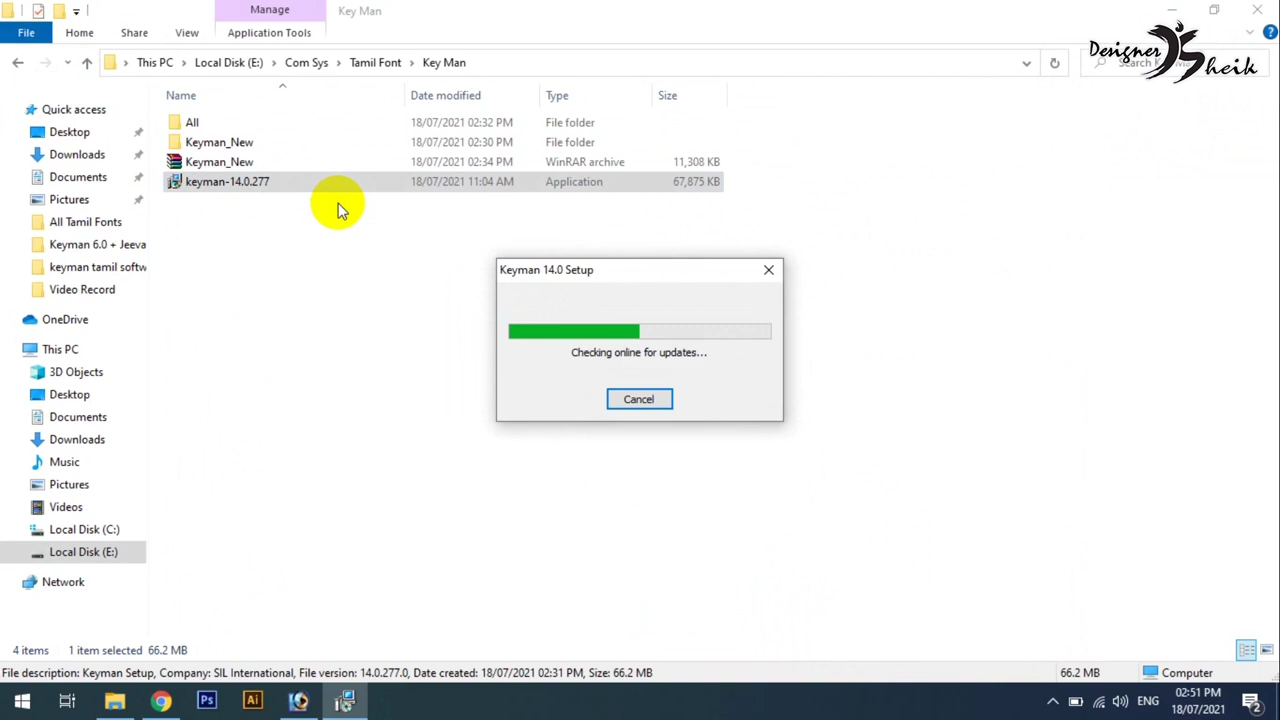 Manage
Key Man
File
Home
Share
View
Application Tools
This PC
Local Disk (E:)
Com Sys
Tamil Font
Key Man
Designer
Sheik
Name
Date modified
Type
Size
All
18/07/2021 02:32 PM
File folder
Keyman_New
18/07/2021 02:30 PM
File folder
Keyman_New
18/07/2021 02:34 PM
WinRAR archive
11,308 KB
keyman-14.0.277
18/07/2021 11:04 AM
Application
67,875 KB
Quick access
Desktop
Downloads
Documents
Pictures
All Tamil Fonts
Keyman 6.0 + Jeeva
keyman tamil softw
Video Record
OneDrive
This PC
3D Objects
Desktop
Documents
Downloads
Music
Pictures
Videos
Local Disk (C:)
Local Disk (E:)
Network
Keyman 14.0 Setup
Checking online for updates...
Cancel
4 items
1 item selected 66.2 MB
File description: Keyman Setup, Company: SIL International, File version: 14.0.277.0, Date created: 18/07/2021 02:31 PM, Size: 66.2 MB
66.2 MB
Computer
Ps
Ai
ENG
02:51 PM
18/07/2021
2